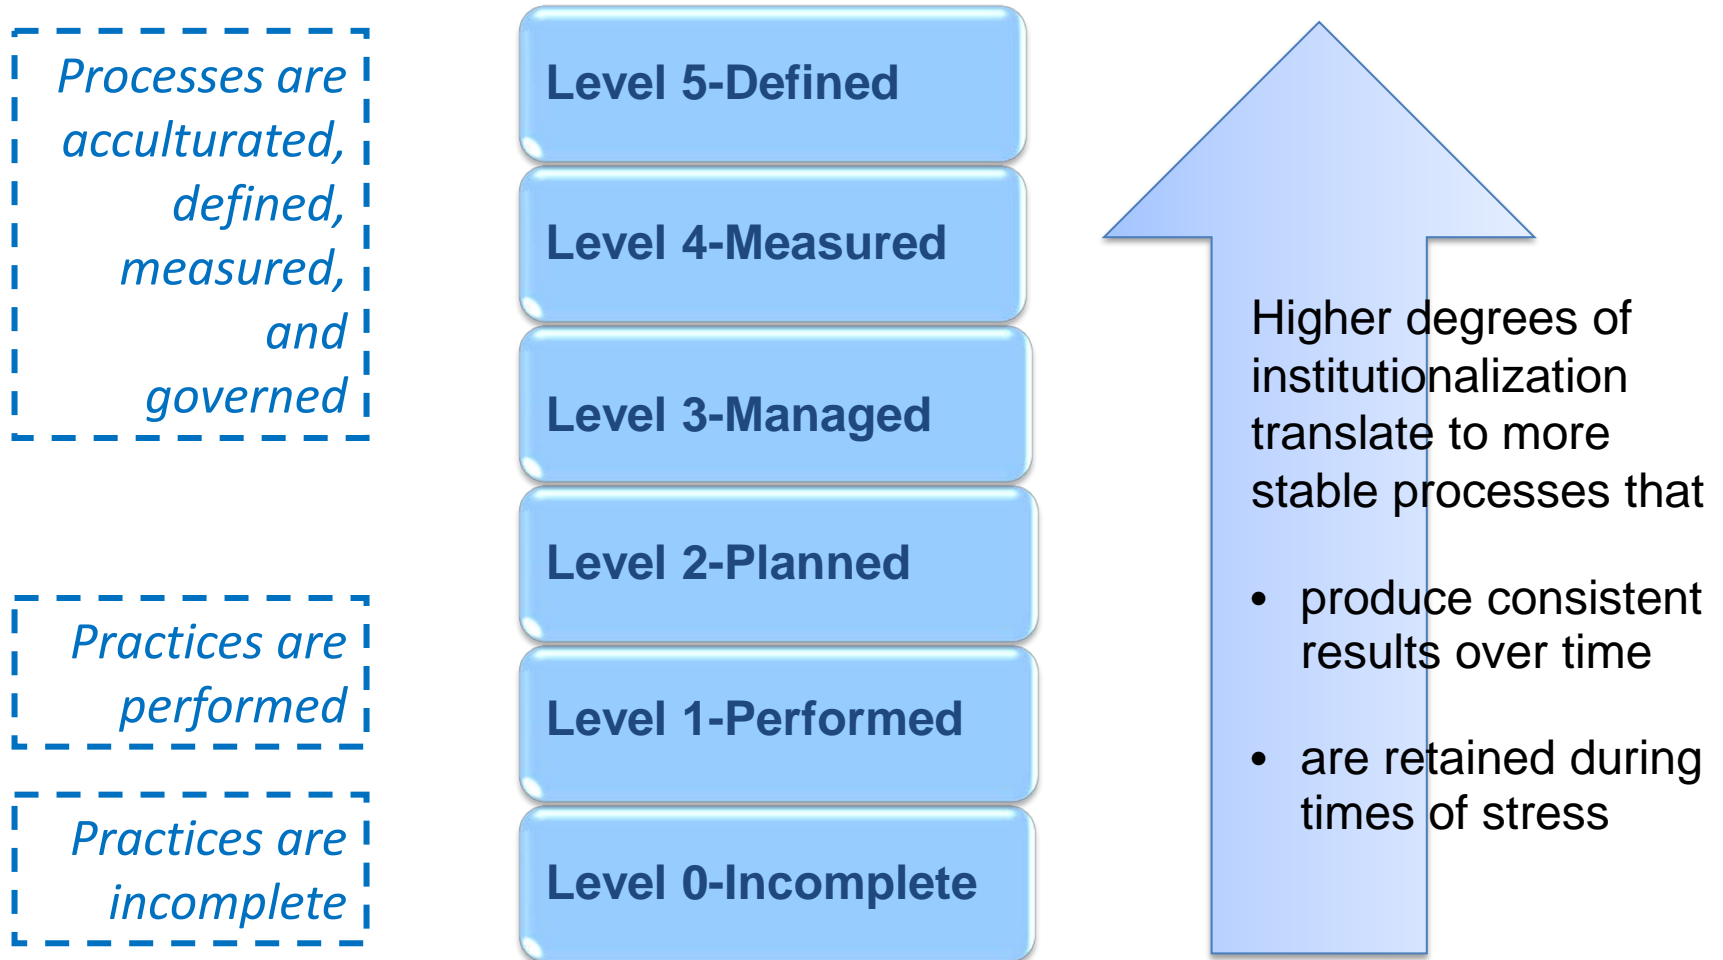 Processes are
acculturated,
defined,
measured,
and
governed
Practices are
performed
Practices are
incomplete
Level 5-Defined
Level 4-Measured
Level 3-Managed
Level 2-Planned
Level 1-Performed
Level 0-Incomplete
Higher degrees of
institutionalization
translate to more
stable processes that
• produce consistent
results over time
• are retained during
times of stress